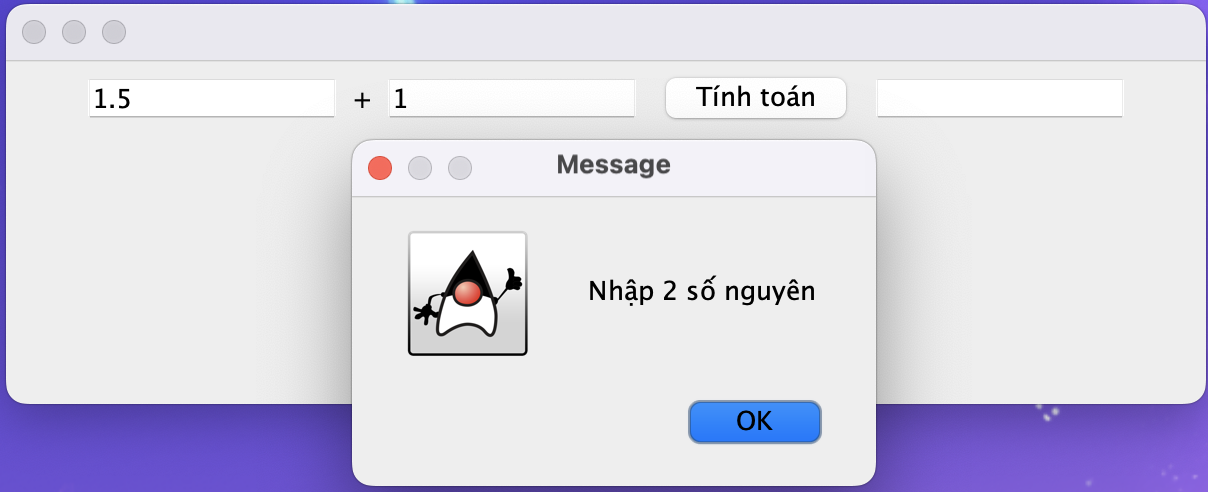 1.5 + 1 Tính toán
Message
Nhập 2 số nguyên
OK